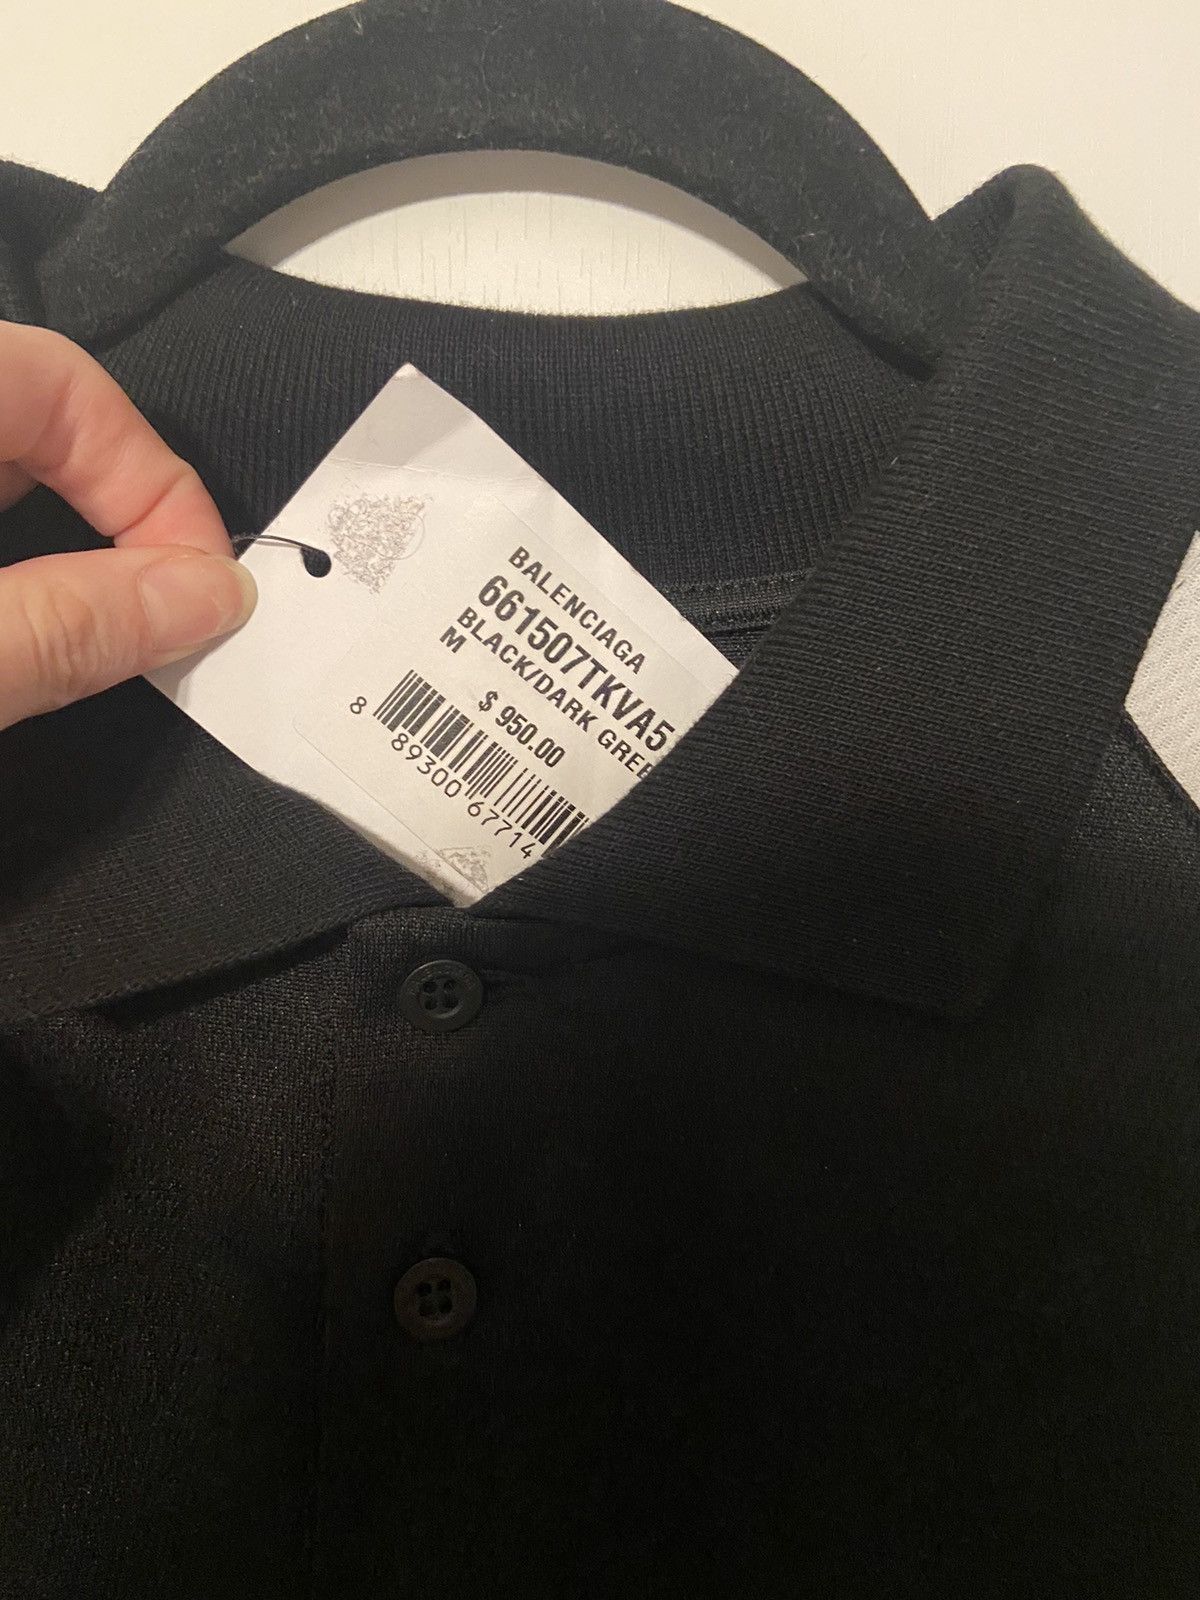 BALENCIAGA
661507TKVA5
BLACK/DARK GREE
M
$ 950.00
8 89300 67714